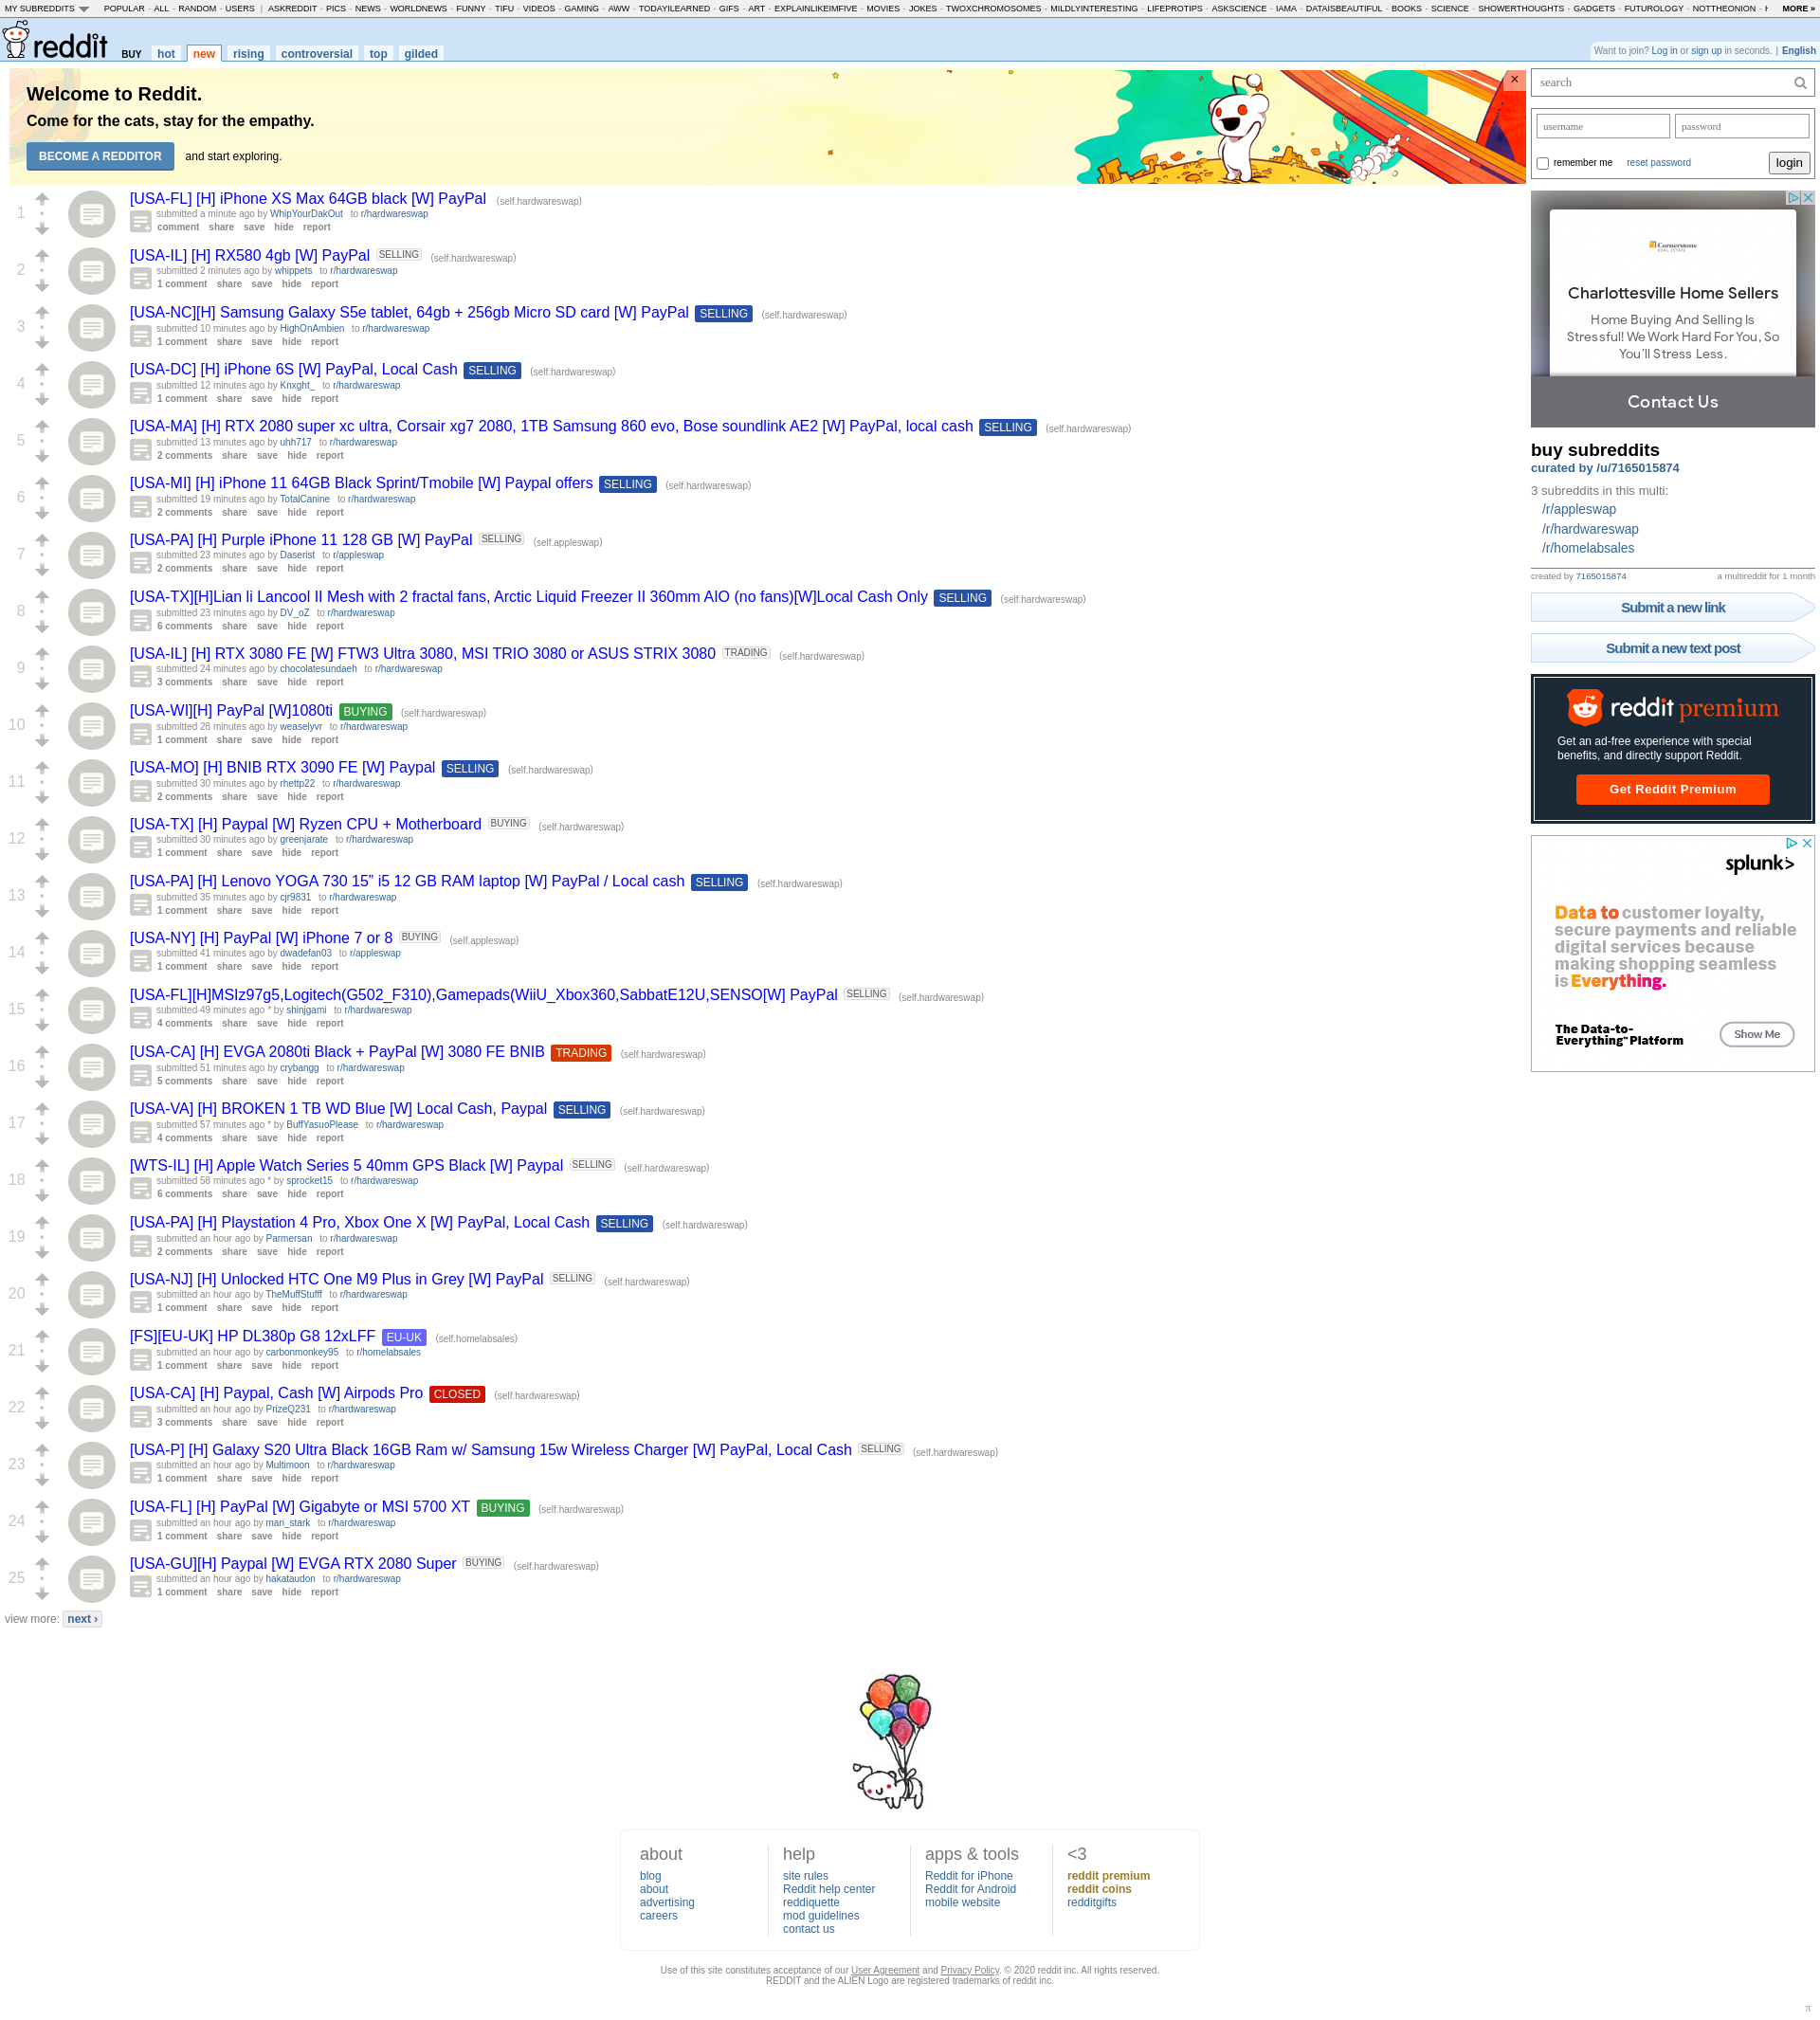 MY SUBREDDITS POPULAR - ALL - RANDOM - USERS | ASKREDDIT - PICS - NEWS - WORLDNEWS - FUNNY - TIFU - VIDEOS - GAMING - AWW - TODAYILEARNED - GIFS - ART - EXPLAINLIKEIMFIVE - MOVIES - JOKES - TWOXCHROMOSOMES - MILDLYINTERESTING - LIFEPROTIPS - ASKSCIENCE - IAMA - DATAISBEAUTIFUL - BOOKS - SCIENCE - SHOWERTHOUGHTS - GADGETS - FUTUROLOGY - NOTTHEONION - MORE »
reddit BUY hot new rising controversial top gilded
Want to join? Log in or sign up in seconds. | English
Welcome to Reddit.
Come for the cats, stay for the empathy.
BECOME A REDDITOR and start exploring.
×
1
[USA-FL] [H] iPhone XS Max 64GB black [W] PayPal (self.hardwareswap)
submitted a minute ago by WhipYourDakOut to r/hardwareswap
comment share save hide report
2
[USA-IL] [H] RX580 4gb [W] PayPal SELLING (self.hardwareswap)
submitted 2 minutes ago by whippets to r/hardwareswap
1 comment share save hide report
3
[USA-NC][H] Samsung Galaxy S5e tablet, 64gb + 256gb Micro SD card [W] PayPal SELLING (self.hardwareswap)
submitted 10 minutes ago by HighOnAmbien to r/hardwareswap
1 comment share save hide report
4
[USA-DC] [H] iPhone 6S [W] PayPal, Local Cash SELLING (self.hardwareswap)
submitted 12 minutes ago by Knxght_ to r/hardwareswap
1 comment share save hide report
5
[USA-MA] [H] RTX 2080 super xc ultra, Corsair xg7 2080, 1TB Samsung 860 evo, Bose soundlink AE2 [W] PayPal, local cash SELLING (self.hardwareswap)
submitted 13 minutes ago by uhh717 to r/hardwareswap
2 comments share save hide report
6
[USA-MI] [H] iPhone 11 64GB Black Sprint/Tmobile [W] Paypal offers SELLING (self.hardwareswap)
submitted 19 minutes ago by TotalCanine to r/hardwareswap
2 comments share save hide report
7
[USA-PA] [H] Purple iPhone 11 128 GB [W] PayPal SELLING (self.appleswap)
submitted 23 minutes ago by Daserist to r/appleswap
2 comments share save hide report
8
[USA-TX][H]Lian li Lancool II Mesh with 2 fractal fans, Arctic Liquid Freezer II 360mm AIO (no fans)[W]Local Cash Only SELLING (self.hardwareswap)
submitted 23 minutes ago by DV_oZ to r/hardwareswap
6 comments share save hide report
9
[USA-IL] [H] RTX 3080 FE [W] FTW3 Ultra 3080, MSI TRIO 3080 or ASUS STRIX 3080 TRADING (self.hardwareswap)
submitted 24 minutes ago by chocolatesundaeh to r/hardwareswap
3 comments share save hide report
10
[USA-WI][H] PayPal [W]1080ti BUYING (self.hardwareswap)
submitted 28 minutes ago by weaselyvr to r/hardwareswap
1 comment share save hide report
11
[USA-MO] [H] BNIB RTX 3090 FE [W] Paypal SELLING (self.hardwareswap)
submitted 30 minutes ago by rhettp22 to r/hardwareswap
2 comments share save hide report
12
[USA-TX] [H] Paypal [W] Ryzen CPU + Motherboard BUYING (self.hardwareswap)
submitted 30 minutes ago by greenjarate to r/hardwareswap
1 comment share save hide report
13
[USA-PA] [H] Lenovo YOGA 730 15” i5 12 GB RAM laptop [W] PayPal / Local cash SELLING (self.hardwareswap)
submitted 35 minutes ago by cjr9831 to r/hardwareswap
1 comment share save hide report
14
[USA-NY] [H] PayPal [W] iPhone 7 or 8 BUYING (self.appleswap)
submitted 41 minutes ago by dwadefan03 to r/appleswap
1 comment share save hide report
15
[USA-FL][H]MSIz97g5,Logitech(G502_F310),Gamepads(WiiU_Xbox360,SabbatE12U,SENSO[W] PayPal SELLING (self.hardwareswap)
submitted 49 minutes ago * by shinjgami to r/hardwareswap
4 comments share save hide report
16
[USA-CA] [H] EVGA 2080ti Black + PayPal [W] 3080 FE BNIB TRADING (self.hardwareswap)
submitted 51 minutes ago by crybangg to r/hardwareswap
5 comments share save hide report
17
[USA-VA] [H] BROKEN 1 TB WD Blue [W] Local Cash, Paypal SELLING (self.hardwareswap)
submitted 57 minutes ago * by BuffYasuoPlease to r/hardwareswap
4 comments share save hide report
18
[WTS-IL] [H] Apple Watch Series 5 40mm GPS Black [W] Paypal SELLING (self.hardwareswap)
submitted 58 minutes ago * by sprocket15 to r/hardwareswap
6 comments share save hide report
19
[USA-PA] [H] Playstation 4 Pro, Xbox One X [W] PayPal, Local Cash SELLING (self.hardwareswap)
submitted an hour ago by Parmersan to r/hardwareswap
2 comments share save hide report
20
[USA-NJ] [H] Unlocked HTC One M9 Plus in Grey [W] PayPal SELLING (self.hardwareswap)
submitted an hour ago by TheMuffStufff to r/hardwareswap
1 comment share save hide report
21
[FS][EU-UK] HP DL380p G8 12xLFF EU-UK (self.homelabsales)
submitted an hour ago by carbonmonkey95 to r/homelabsales
1 comment share save hide report
22
[USA-CA] [H] Paypal, Cash [W] Airpods Pro CLOSED (self.hardwareswap)
submitted an hour ago by PrizeQ231 to r/hardwareswap
3 comments share save hide report
23
[USA-P] [H] Galaxy S20 Ultra Black 16GB Ram w/ Samsung 15w Wireless Charger [W] PayPal, Local Cash SELLING (self.hardwareswap)
submitted an hour ago by Multimoon to r/hardwareswap
1 comment share save hide report
24
[USA-FL] [H] PayPal [W] Gigabyte or MSI 5700 XT BUYING (self.hardwareswap)
submitted an hour ago by mari_stark to r/hardwareswap
1 comment share save hide report
25
[USA-GU][H] Paypal [W] EVGA RTX 2080 Super BUYING (self.hardwareswap)
submitted an hour ago by hakataudon to r/hardwareswap
1 comment share save hide report
view more: next ›
search
username password
remember me reset password login
Cornerstone
REAL ESTATE
Charlottesville Home Sellers
Home Buying And Selling Is
Stressful! We Work Hard For You, So
You'll Stress Less.
Contact Us
buy subreddits
curated by /u/7165015874
3 subreddits in this multi:
/r/appleswap
/r/hardwareswap
/r/homelabsales
created by 7165015874 a multireddit for 1 month
Submit a new link
Submit a new text post
reddit premium
Get an ad-free experience with special
benefits, and directly support Reddit.
Get Reddit Premium
splunk>
Data to customer loyalty,
secure payments and reliable
digital services because
making shopping seamless
is Everything.
The Data-to-
Everything™ Platform
Show Me
about
blog
about
advertising
careers
help
site rules
Reddit help center
reddiquette
mod guidelines
contact us
apps & tools
Reddit for iPhone
Reddit for Android
mobile website
<3
reddit premium
reddit coins
redditgifts
Use of this site constitutes acceptance of our User Agreement and Privacy Policy. © 2020 reddit inc. All rights reserved.
REDDIT and the ALIEN Logo are registered trademarks of reddit inc.
π